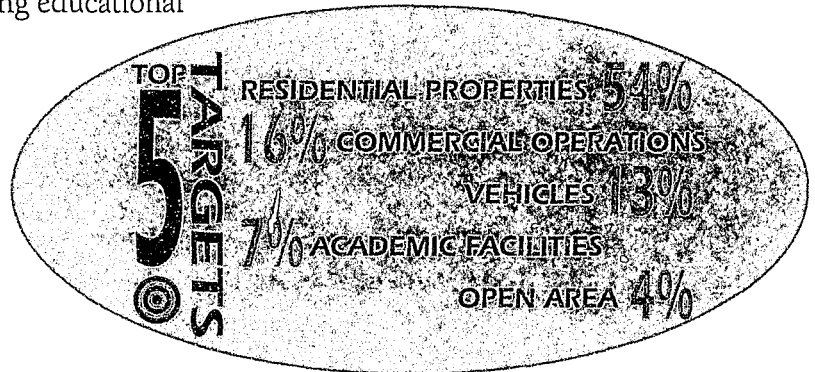 ng educational
TOP 5 TARGETS
RESIDENTIAL PROPERTIES 54%
16% COMMERCIAL OPERATIONS
VEHICLES 13%
7% ACADEMIC FACILITIES
OPEN AREA 4%